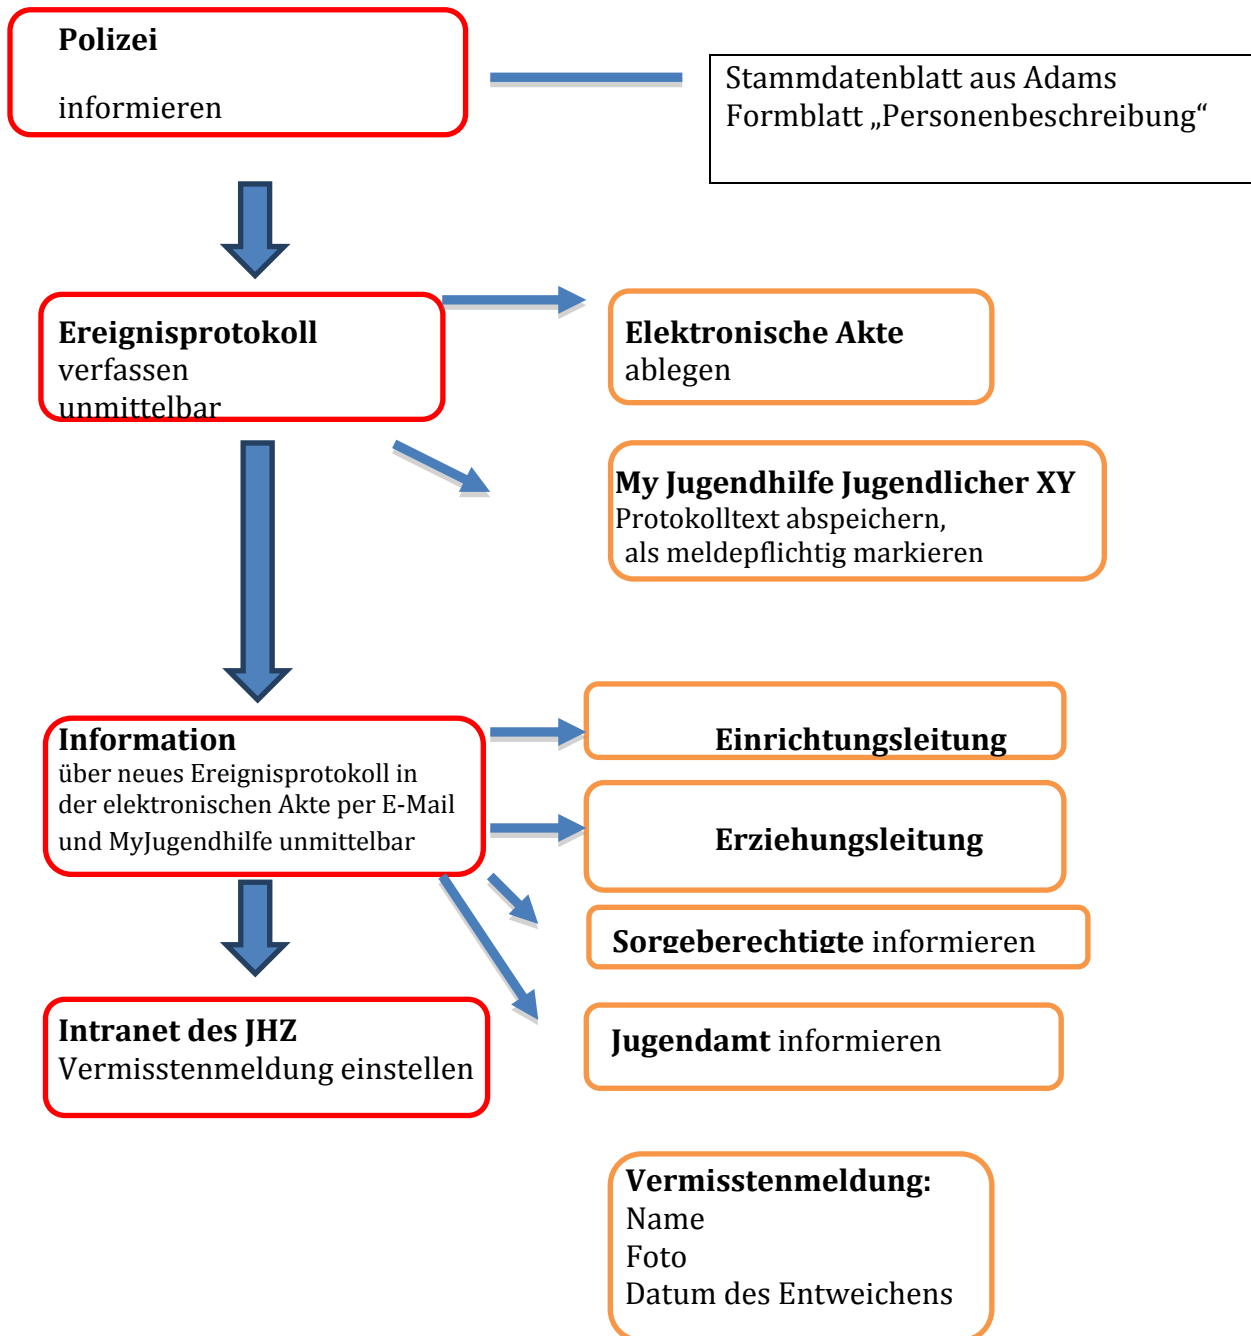 Polizei
informieren
Stammdatenblatt aus Adams
Formblatt „Personenbeschreibung“
Ereignisprotokoll
verfassen
unmittelbar
Elektronische Akte
ablegen
My Jugendhilfe Jugendlicher XY
Protokolltext abspeichern,
als meldepflichtig markieren
Information
über neues Ereignisprotokoll in
der elektronischen Akte per E-Mail
und MyJugendhilfe unmittelbar
Einrichtungsleitung
Erziehungsleitung
Sorgeberechtigte informieren
Jugendamt informieren
Intranet des JHZ
Vermisstenmeldung einstellen
Vermisstenmeldung:
Name
Foto
Datum des Entweichens